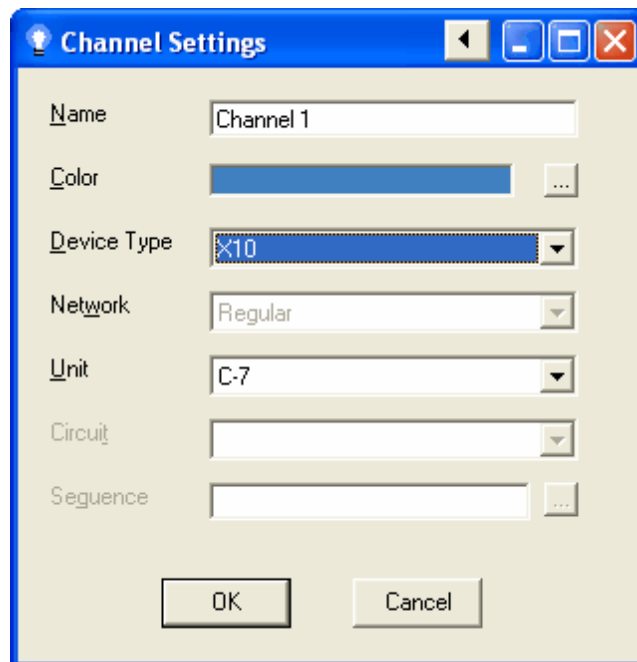 Channel Settings
Name Channel 1
Color ...
Device Type X10
Network Regular
Unit C-7
Circuit
Sequence ...
OK Cancel